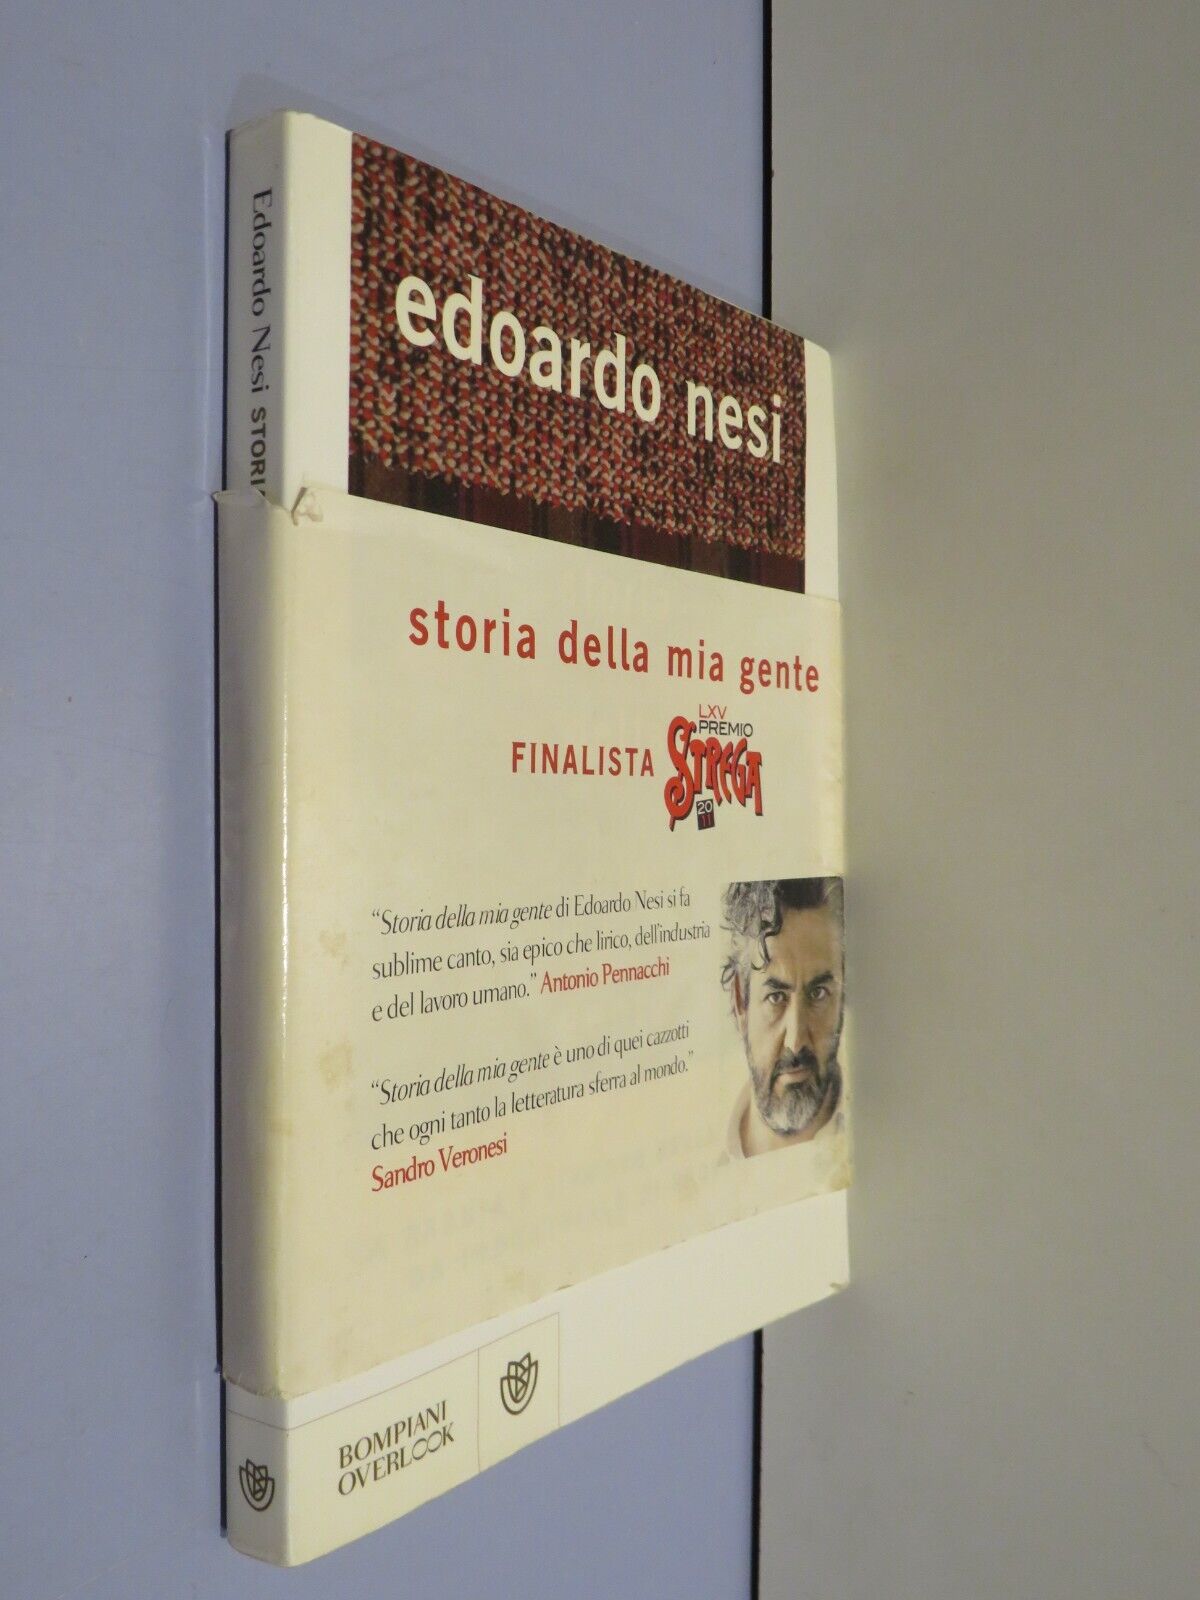 Edoardo Nesi STORI
edoardo nesi
storia della mia gente
FINALISTA
LXV
PREMIO
STREGA
20
11
“Storia della mia gente di Edoardo Nesi si fa
sublime canto, sia epico che lirico, dell'industria
e del lavoro umano.” Antonio Pennacchi
“Storia della mia gente è uno di quei cazzotti
che ogni tanto la letteratura sferra al mondo.”
Sandro Veronesi
BOMPIANI
OVERLOOK